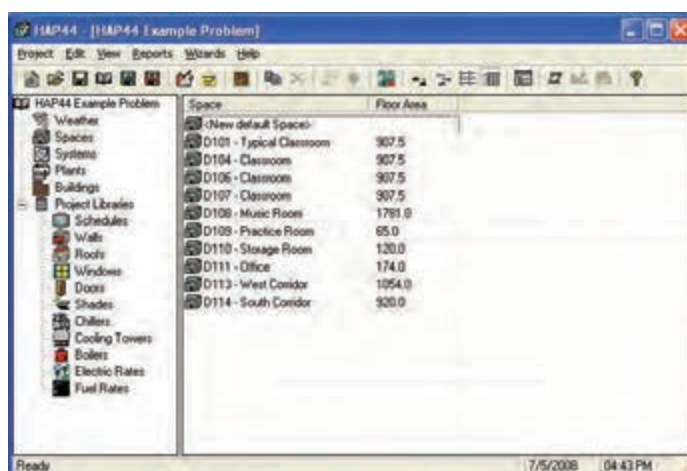 HAP44 - [HAP44 Example Problem]
Project Edit View Reports Wizards Help
HAP44 Example Problem
Weather
Spaces
Systems
Plants
Buildings
Project Libraries
Schedules
Walls
Roofs
Windows
Doors
Shades
Chillers
Cooling Towers
Boilers
Electric Rates
Fuel Rates
Space Floor Area
<New default Space>
D101 - Typical Classroom 907.5
D104 - Classroom 907.5
D106 - Classroom 907.5
D107 - Classroom 907.5
D108 - Music Room 1781.0
D109 - Practice Room 65.0
D110 - Storage Room 120.0
D111 - Office 174.0
D113 - West Corridor 1054.0
D114 - South Corridor 920.0
Ready 7/5/2008 04:43 PM